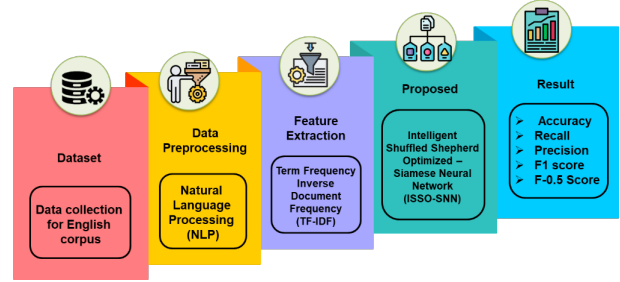 Dataset
Data collection
for English
corpus
Data
Preprocessing
Natural
Language
Processing
(NLP)
Feature
Extraction
Term Frequency
Inverse
Document
Frequency
(TF-IDF)
Proposed
Intelligent
Shuffled Shepherd
Optimized –
Siamese Neural
Network
(ISSO-SNN)
Result
➢ Accuracy
➢ Recall
➢ Precision
➢ F1 score
➢ F-0.5 Score